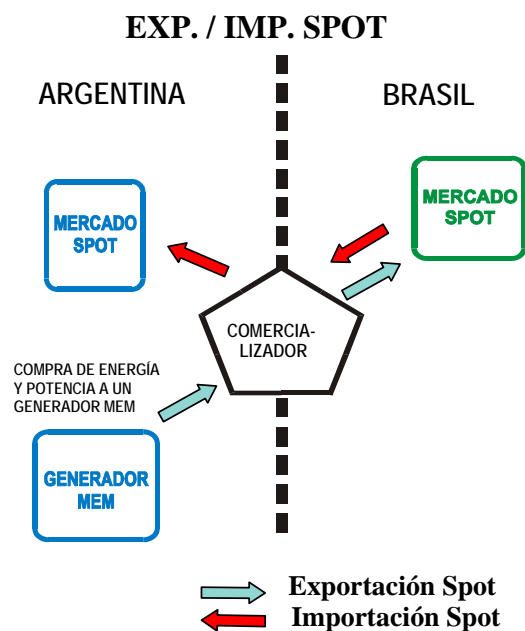 EXP. / IMP. SPOT
ARGENTINA
BRASIL
MERCADO
SPOT
MERCADO
SPOT
COMERCIA-
LIZADOR
COMPRA DE ENERGÍA
Y POTENCIA A UN
GENERADOR MEM
GENERADOR
MEM
Exportación Spot
Importación Spot